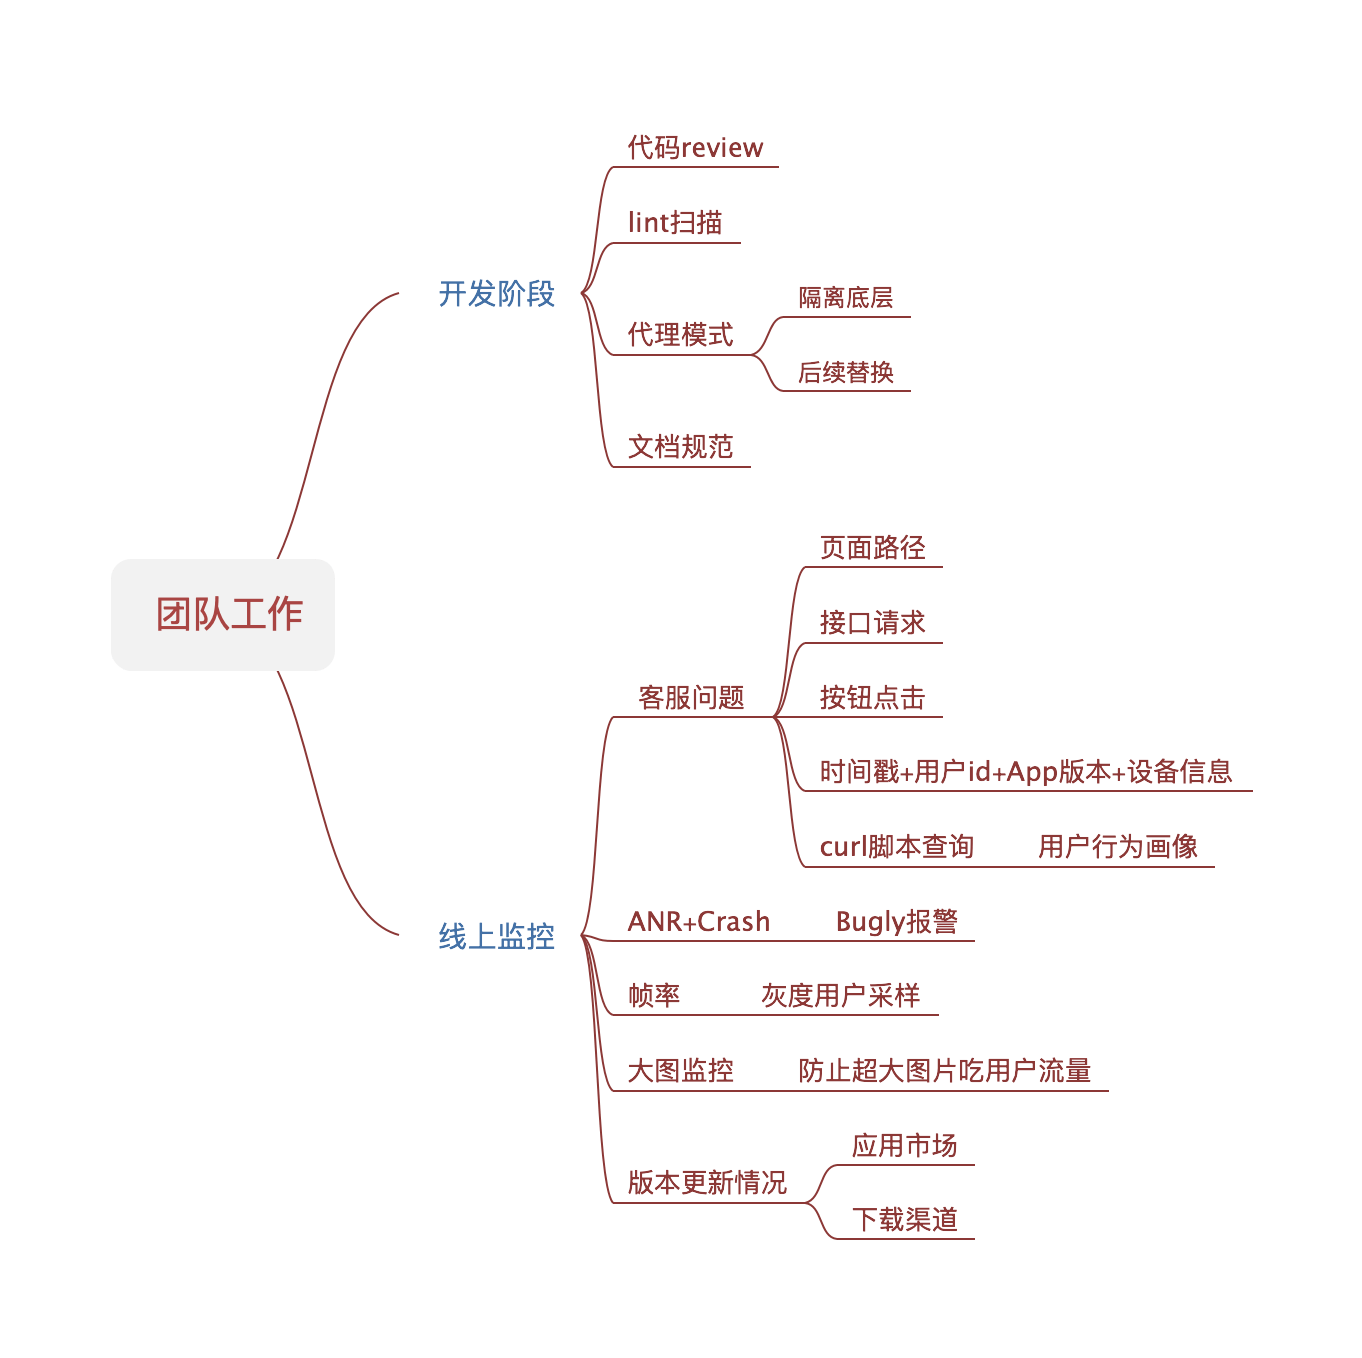 团队工作
开发阶段
代码review
lint扫描
代理模式
隔离底层
后续替换
文档规范
线上监控
客服问题
页面路径
接口请求
按钮点击
时间戳+用户id+App版本+设备信息
curl脚本查询
用户行为画像
ANR+Crash
Bugly报警
帧率
灰度用户采样
大图监控
防止超大图片吃用户流量
版本更新情况
应用市场
下载渠道